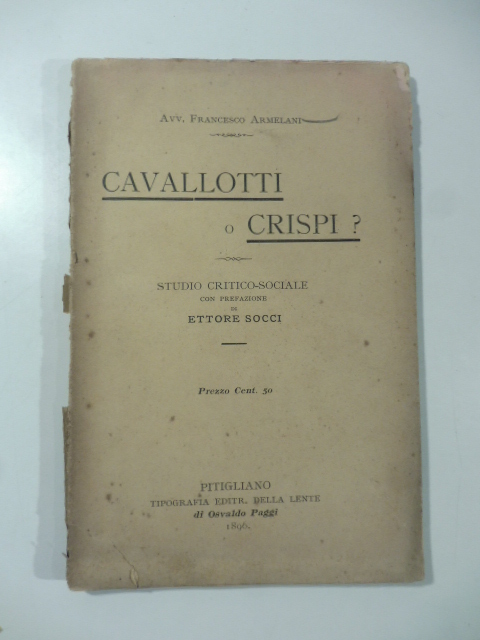 Avv. Francesco Armelani
CAVALLOTTI
o CRISPI ?
STUDIO CRITICO-SOCIALE
CON PREFAZIONE
DI
ETTORE SOCCI
Prezzo Cent. 50
PITIGLIANO
TIPOGRAFIA EDITR. DELLA LENTE
di Osvaldo Paggi
1896.